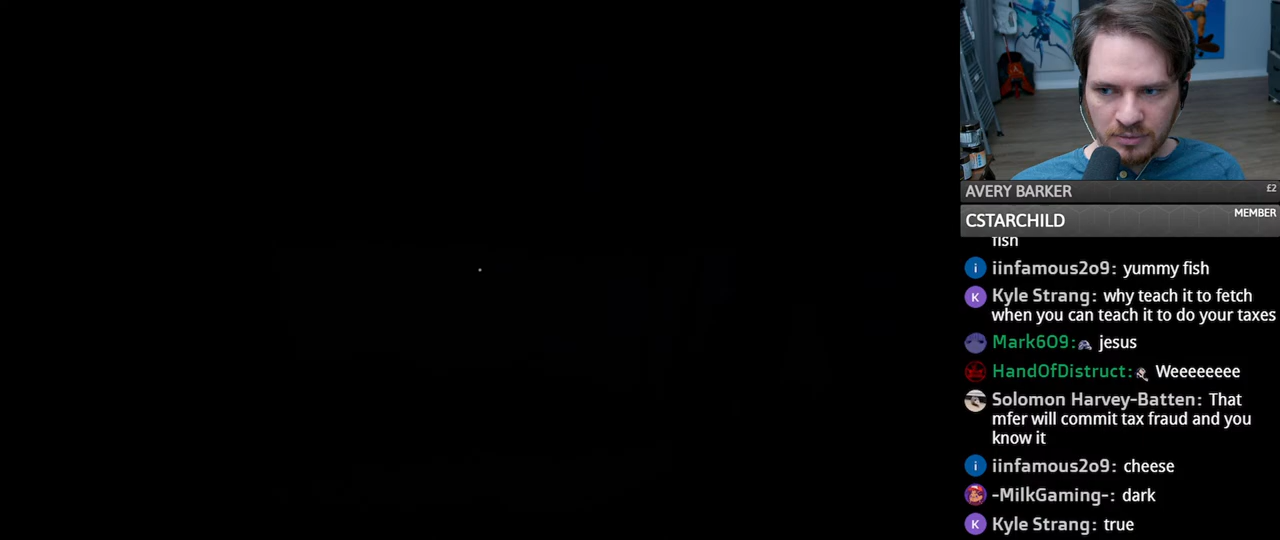 AVERY BARKER
£2
CSTARCHILD
MEMBER
fish
iinfamous2o9: yummy fish
Kyle Strang: why teach it to fetch
when you can teach it to do your taxes
Mark6O9: jesus
HandOfDistruct: Weeeeeeee
Solomon Harvey-Batten: That
mfer will commit tax fraud and you
know it
iinfamous2o9: cheese
-MilkGaming-: dark
Kyle Strang: true